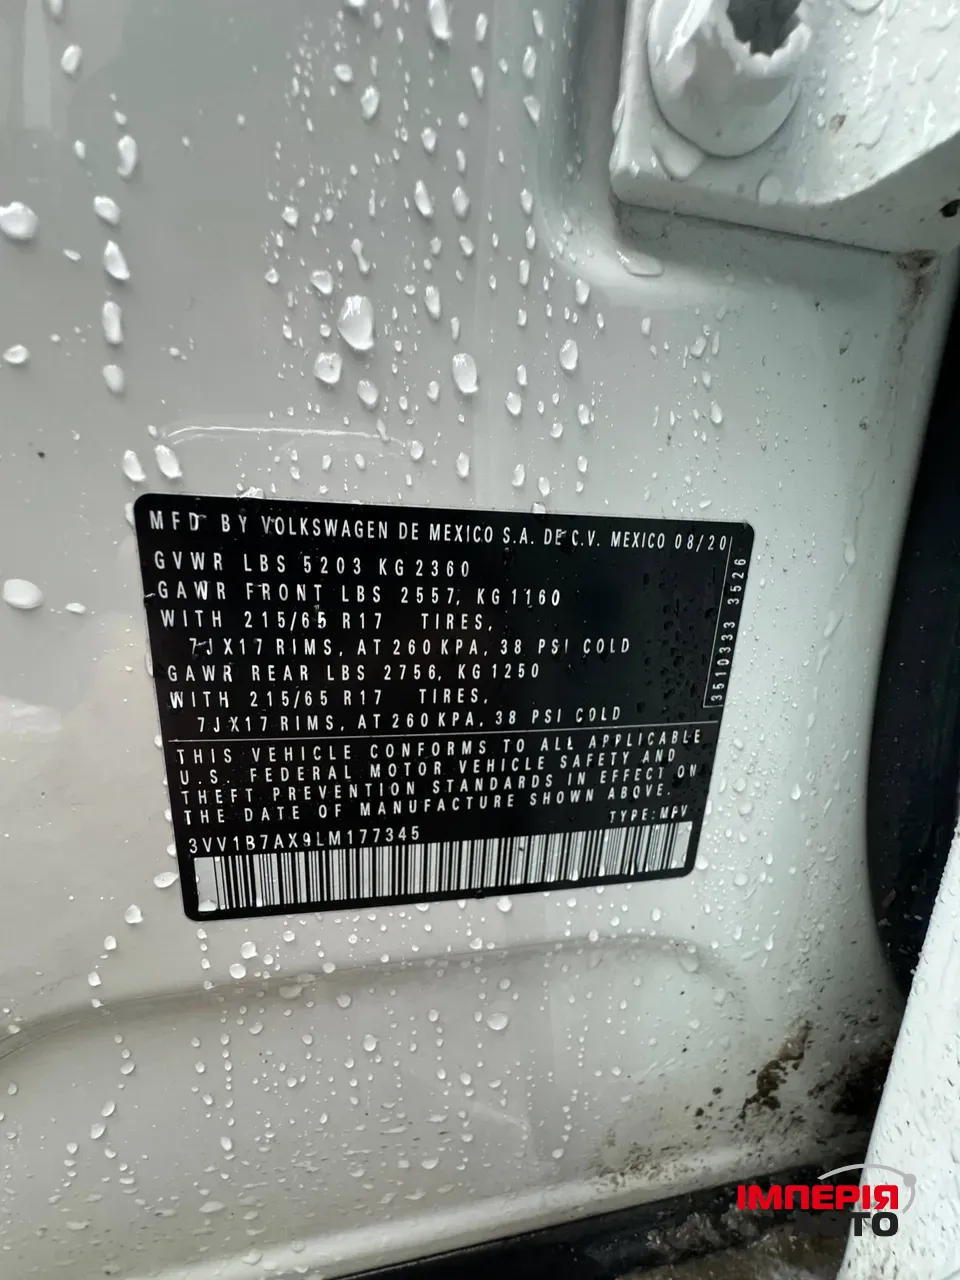 MFD BY VOLKSWAGEN DE MEXICO S.A. DE C.V. MEXICO 08/20
GVWR LBS 5203 KG 2360
GAWR FRONT LBS 2557, KG 1160
WITH 215/65 R17 TIRES,
7JX17 RIMS, AT 260 KPA, 38 PSI COLD
GAWR REAR LBS 2756, KG 1250
WITH 215/65 R17 TIRES,
7JX17 RIMS, AT 260 KPA, 38 PSI COLD
3510333 3526
THIS VEHICLE CONFORMS TO ALL APPLICABLE
U.S. FEDERAL MOTOR VEHICLE SAFETY AND
THEFT PREVENTION STANDARDS IN EFFECT ON
THE DATE OF MANUFACTURE SHOWN ABOVE.
TYPE: MPV
3VV1B7AX9LM177345
ІМПЕРІЯ
АВТО